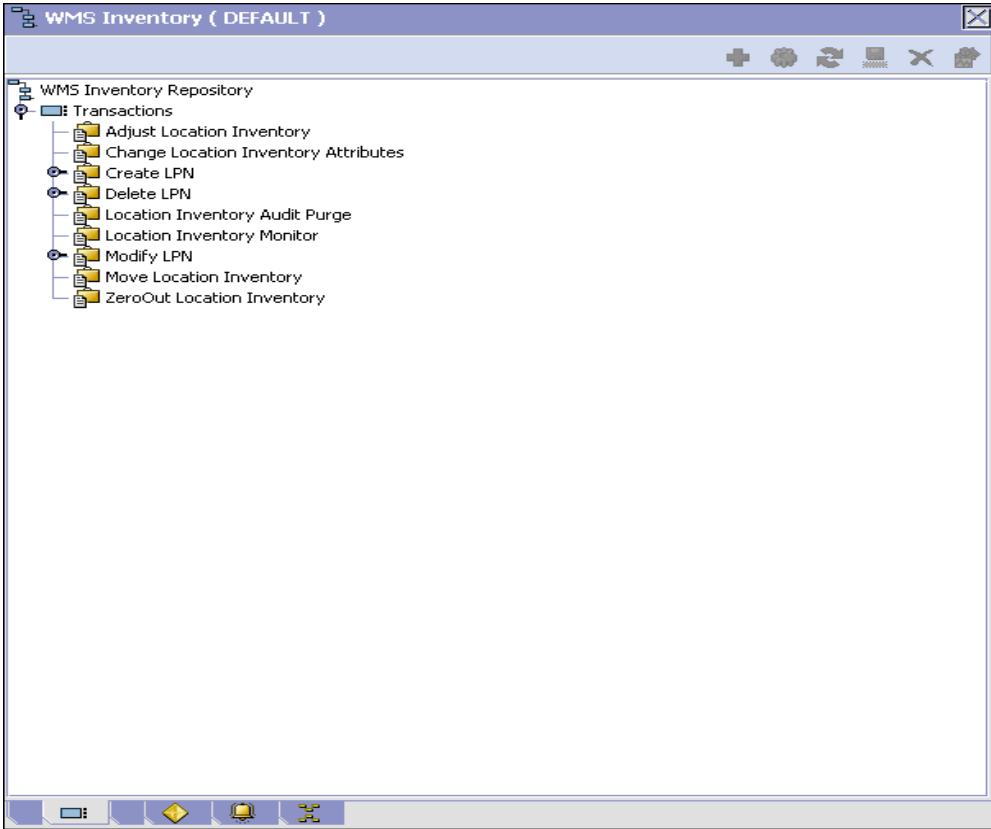 WMS Inventory ( DEFAULT )
WMS Inventory Repository
Transactions
Adjust Location Inventory
Change Location Inventory Attributes
Create LPN
Delete LPN
Location Inventory Audit Purge
Location Inventory Monitor
Modify LPN
Move Location Inventory
ZeroOut Location Inventory